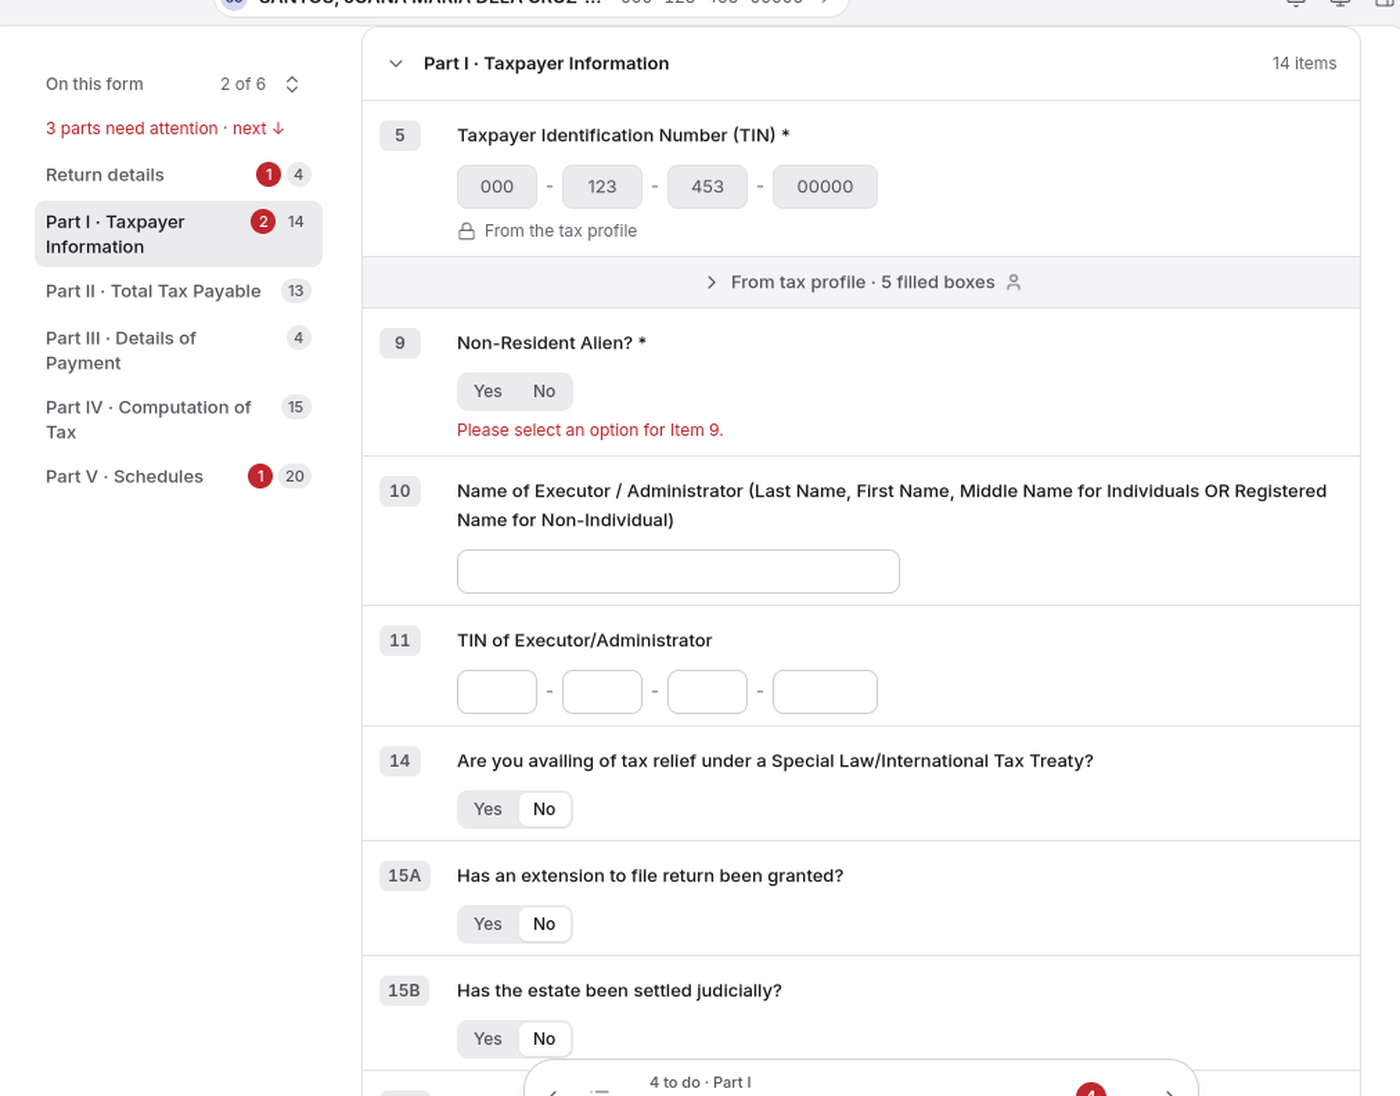 On this form 2 of 6
3 parts need attention · next ↓
Return details 1 4
Part I · Taxpayer
Information 2 14
Part II · Total Tax Payable 13
Part III · Details of
Payment 4
Part IV · Computation of
Tax 15
Part V · Schedules 1 20
Part I · Taxpayer Information 14 items
5 Taxpayer Identification Number (TIN) *
000 - 123 - 453 - 00000
From the tax profile
From tax profile · 5 filled boxes
9 Non-Resident Alien? *
Yes No
Please select an option for Item 9.
10 Name of Executor / Administrator (Last Name, First Name, Middle Name for Individuals OR Registered
Name for Non-Individual)
11 TIN of Executor/Administrator
- - -
14 Are you availing of tax relief under a Special Law/International Tax Treaty?
Yes No
15A Has an extension to file return been granted?
Yes No
15B Has the estate been settled judicially?
Yes No
4 to do · Part I